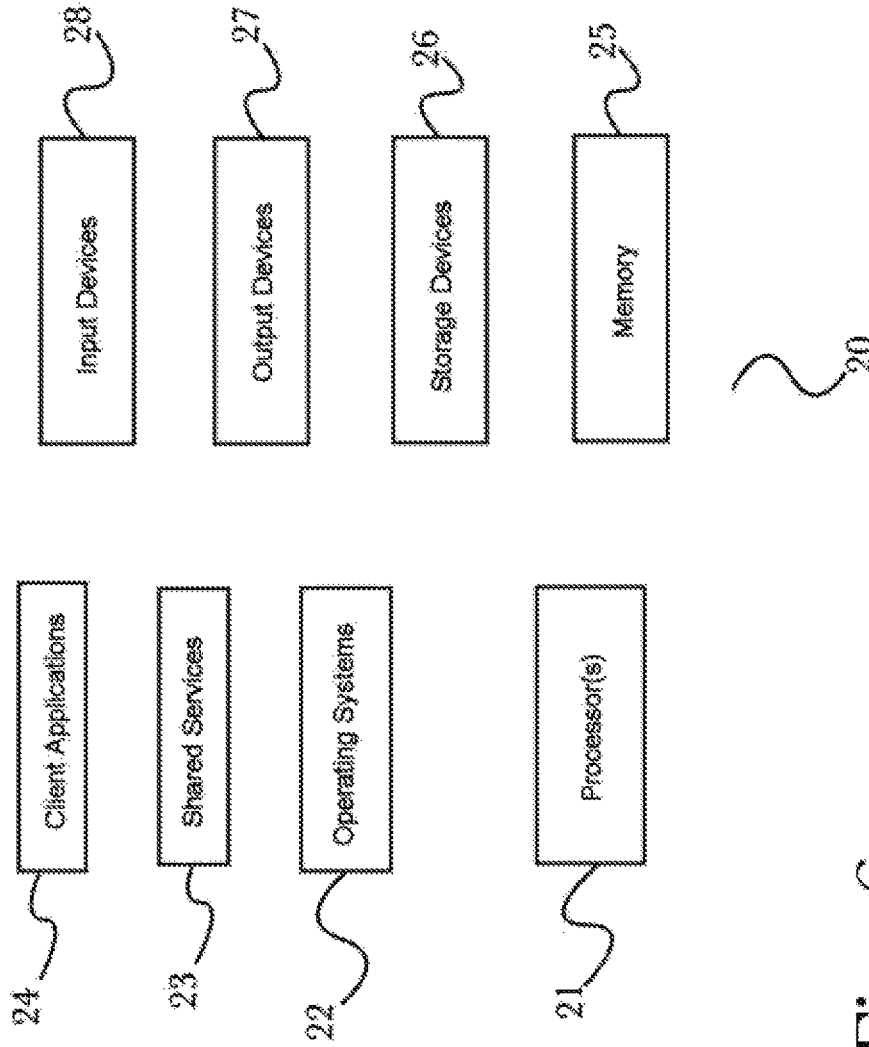 21
22
23
24
Processor(s)
Operating Systems
Shared Services
Client Applications
Memory
Storage Devices
Output Devices
Input Devices
25
26
27
28
20